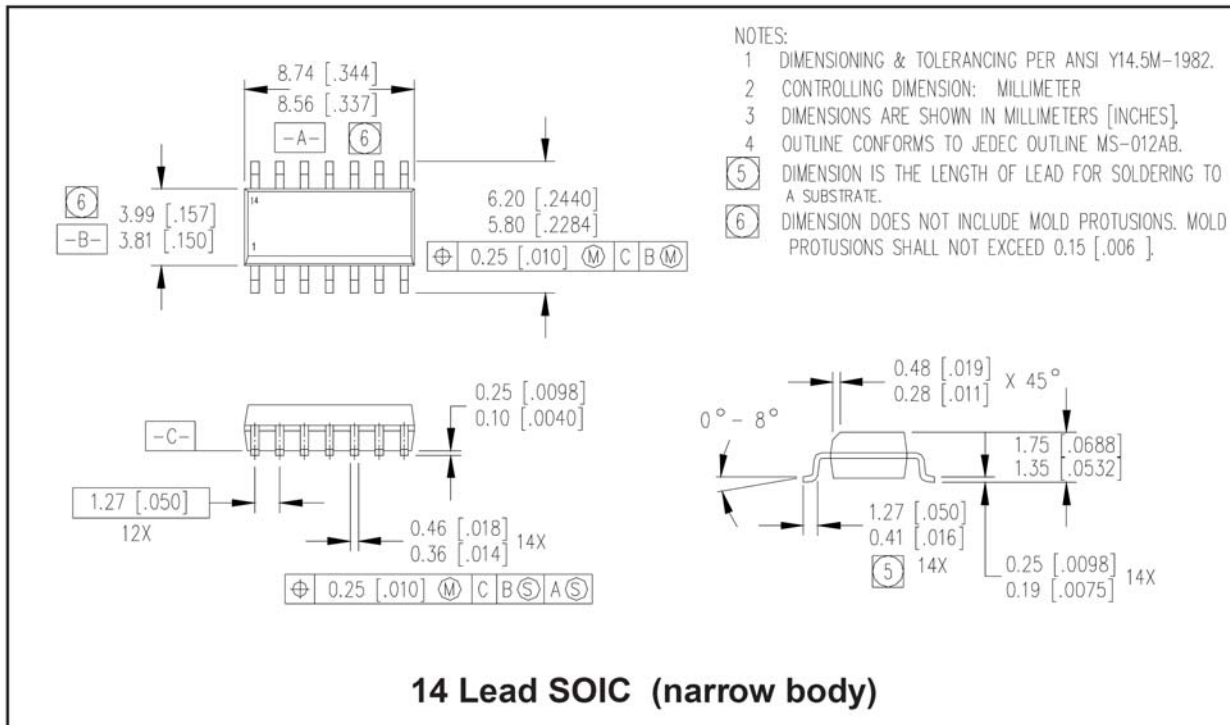 8.74 [.344]
8.56 [.337]
-A- 6
6
3.99 [.157]
3.81 [.150]
-B-
14
1
6.20 [.2440]
5.80 [.2284]
⌖ 0.25 [.010] Ⓜ C B Ⓜ
NOTES:
1 DIMENSIONING & TOLERANCING PER ANSI Y14.5M-1982.
2 CONTROLLING DIMENSION: MILLIMETER
3 DIMENSIONS ARE SHOWN IN MILLIMETERS [INCHES].
4 OUTLINE CONFORMS TO JEDEC OUTLINE MS-012AB.
5 DIMENSION IS THE LENGTH OF LEAD FOR SOLDERING TO
A SUBSTRATE.
6 DIMENSION DOES NOT INCLUDE MOLD PROTUSIONS. MOLD
PROTUSIONS SHALL NOT EXCEED 0.15 [.006 ].
-C-
0.25 [.0098]
0.10 [.0040]
1.27 [.050]
12X
0.46 [.018]
0.36 [.014] 14X
⌖ 0.25 [.010] Ⓜ C B Ⓢ A Ⓢ
0.48 [.019]
0.28 [.011] X 45°
0° - 8°
1.75 [.0688]
1.35 [.0532]
1.27 [.050]
0.41 [.016]
5 14X
0.25 [.0098]
0.19 [.0075] 14X
14 Lead SOIC (narrow body)